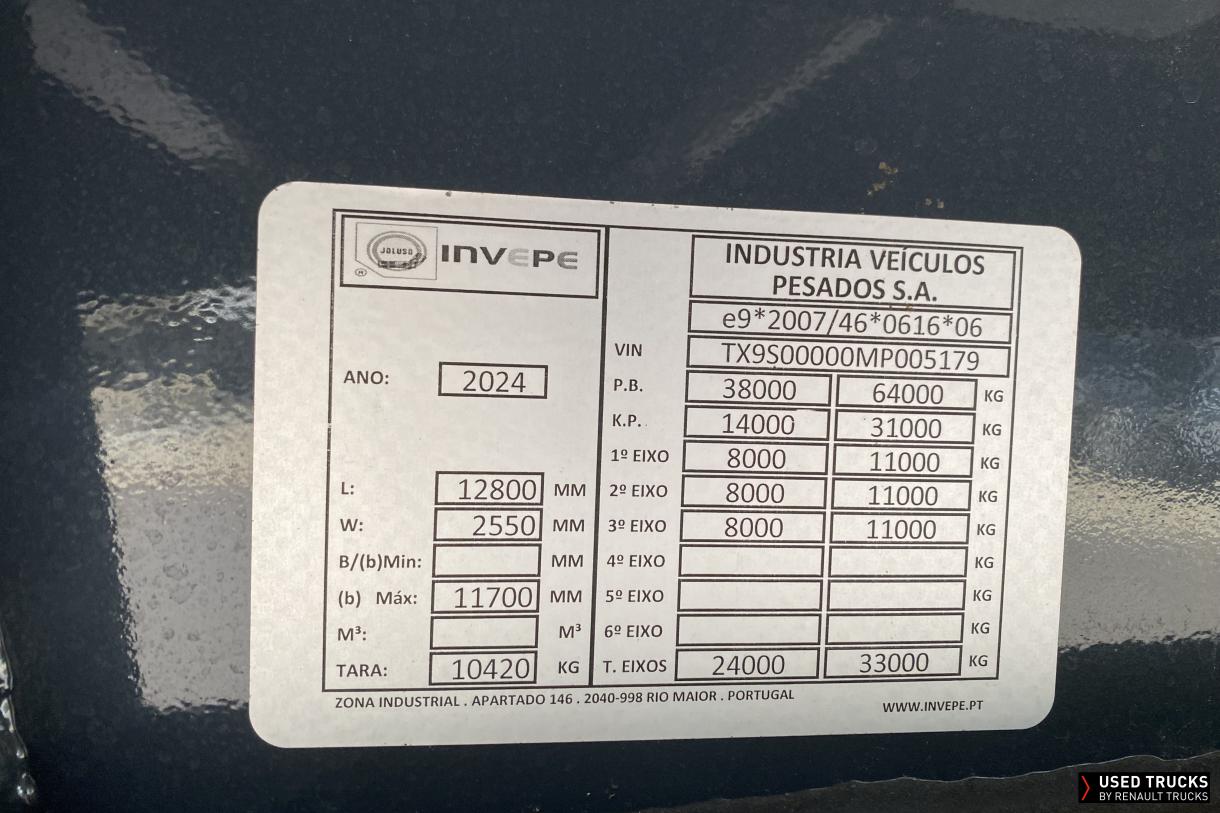 JOLUSO
® INVEPE
ANO: 2024
L: 12800 MM
W: 2550 MM
B/(b)Min: MM
(b) Máx: 11700 MM
M³: M³
TARA: 10420 KG
INDUSTRIA VEÍCULOS
PESADOS S.A.
e9*2007/46*0616*06
VIN TX9S00000MP005179
P.B. 38000 64000 KG
K.P. 14000 31000 KG
1º EIXO 8000 11000 KG
2º EIXO 8000 11000 KG
3º EIXO 8000 11000 KG
4º EIXO KG
5º EIXO KG
6º EIXO KG
T. EIXOS 24000 33000 KG
ZONA INDUSTRIAL . APARTADO 146 . 2040-998 RIO MAIOR . PORTUGAL
WWW.INVEPE.PT
USED TRUCKS
BY RENAULT TRUCKS